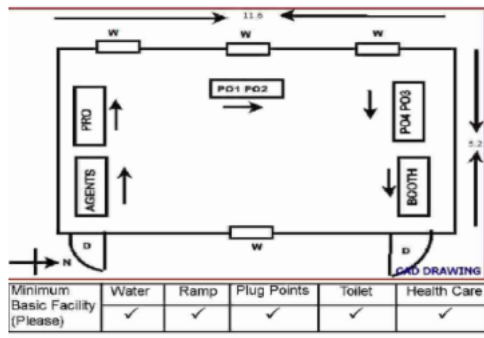 11.6
W W W
PO1 PO2
PRO
PO4 PO3
5.2
AGENTS
BOOTH
D W D
N
CAD DRAWING
Minimum Basic Facility (Please) Water Ramp Plug Points Toilet Health Care
✓ ✓ ✓ ✓ ✓